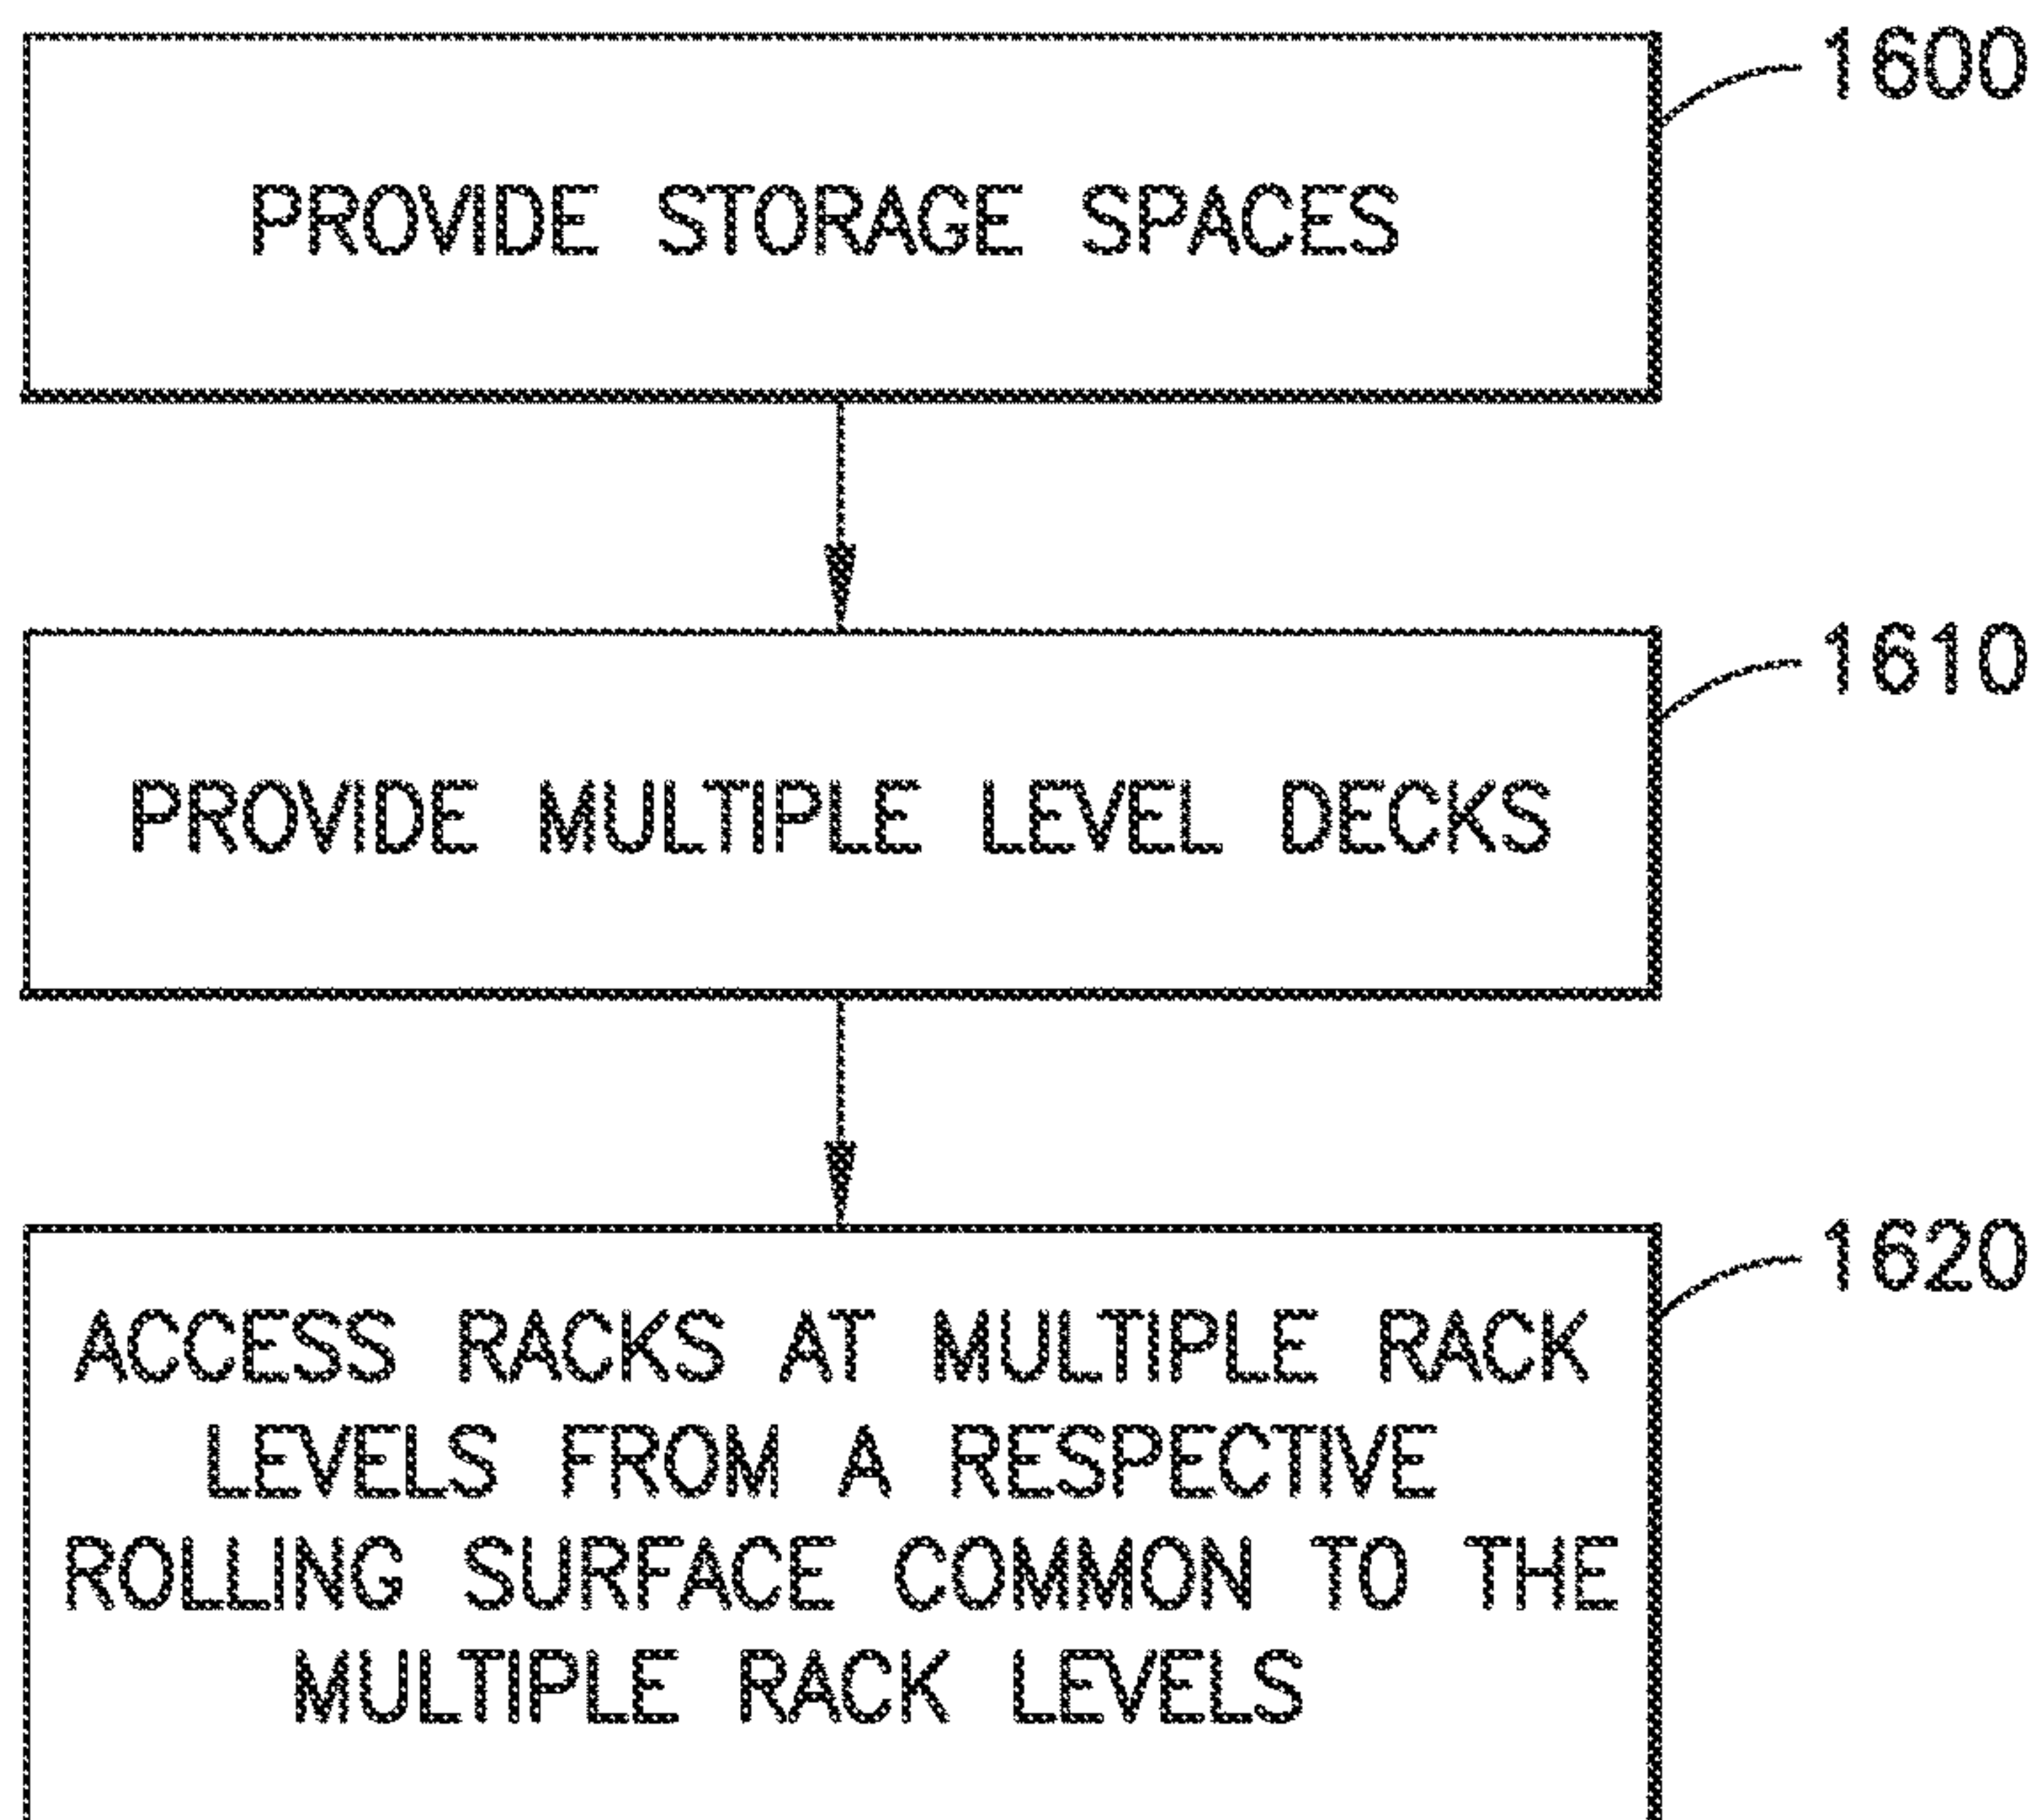 1600
PROVIDE STORAGE SPACES
1610
PROVIDE MULTIPLE LEVEL DECKS
1620
ACCESS RACKS AT MULTIPLE RACK
LEVELS FROM A RESPECTIVE
ROLLING SURFACE COMMON TO THE
MULTIPLE RACK LEVELS